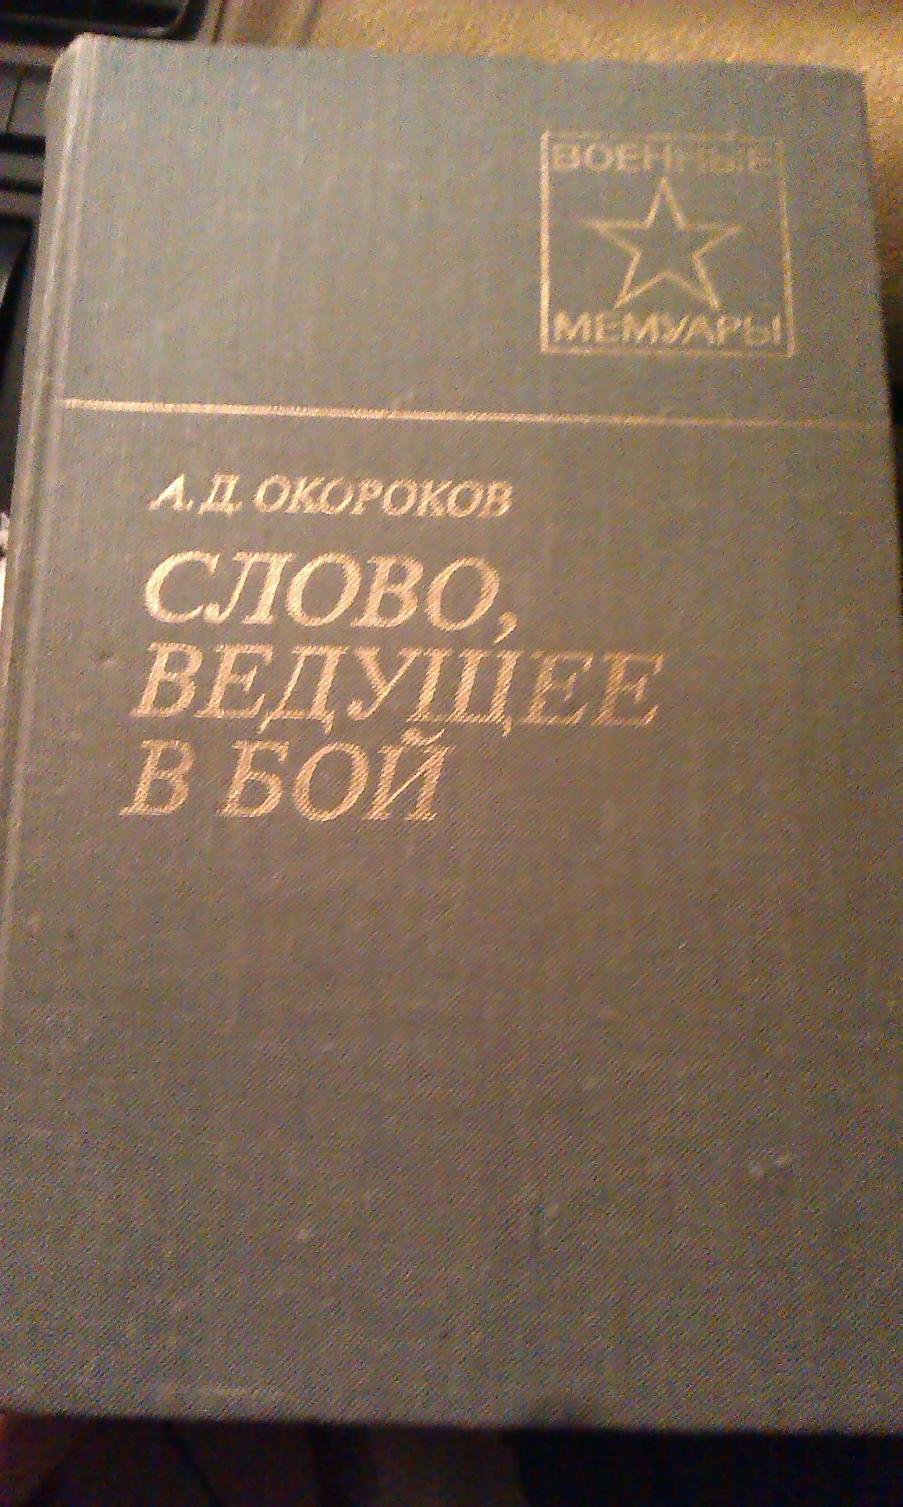 ВОЕННЫЕ
МЕМУАРЫ
А. Д. ОКОРОКОВ
СЛОВО,
ВЕДУЩЕЕ
В БОЙ